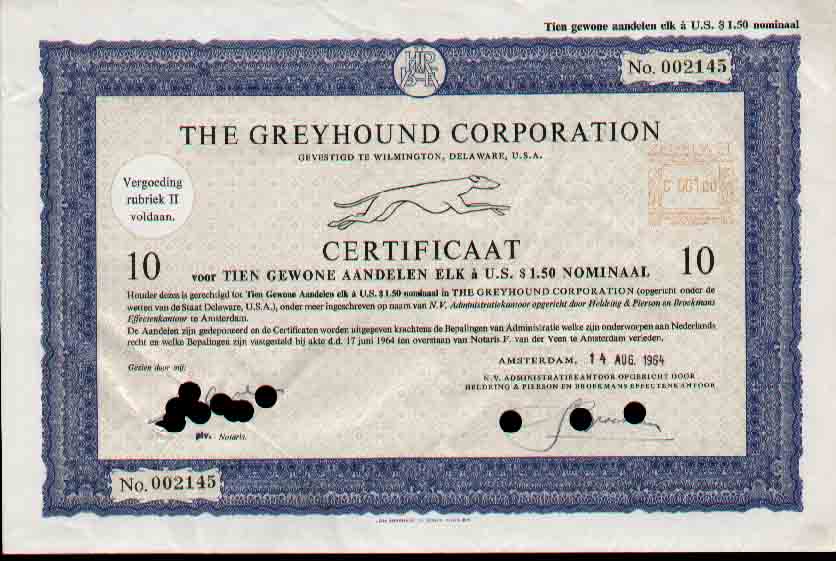 Tien gewone aandelen elk à U.S. $ 1.50 nominaal
No. 002145
THE GREYHOUND CORPORATION
GEVESTIGD TE WILMINGTON, DELAWARE, U.S.A.
Vergoeding
rubriek II
voldaan.
CERTIFICAAT
10
10
voor TIEN GEWONE AANDELEN ELK à U.S. $ 1.50 NOMINAAL
Houder dezes is gerechtigd tot Tien Gewone Aandelen elk à U.S. $ 1.50 nominaal in THE GREYHOUND CORPORATION (opgericht onder de
wetten van de Staat Delaware, U.S.A.), onder meer ingeschreven op naam van N.V. Administratiekantoor opgericht door Heldring & Pierson en Broekmans
Effectenkantoor te Amsterdam.
De Aandelen zijn gedeponeerd en de Certificaten worden uitgegeven krachtens de Bepalingen van Administratie welke zijn onderworpen aan Nederlands
recht en welke Bepalingen zijn vastgesteld bij akte d.d. 17 juni 1964 ten overstaan van Notaris F. van der Veen te Amsterdam verleden.
AMSTERDAM, 14 AUG. 1964
Gezien door mij:
N.V. ADMINISTRATIEKANTOOR OPGERICHT DOOR
HELDRING & PIERSON EN BROEKMANS EFFECTENKANTOOR
plv. Notaris.
No. 002145